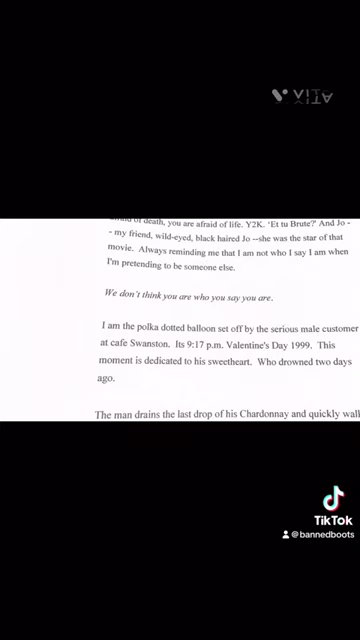 VITA
of death, you are afraid of life. Y2K. 'Et tu Brute?' And Jo -
- my friend, wild-eyed, black haired Jo --she was the star of that
movie. Always reminding me that I am not who I say I am when
I'm pretending to be someone else.
We don't think you are who you say you are.
I am the polka dotted balloon set off by the serious male customer
at cafe Swanston. Its 9:17 p.m. Valentine's Day 1999. This
moment is dedicated to his sweetheart. Who drowned two days
ago.
The man drains the last drop of his Chardonnay and quickly walk
TikTok
@bannedboots